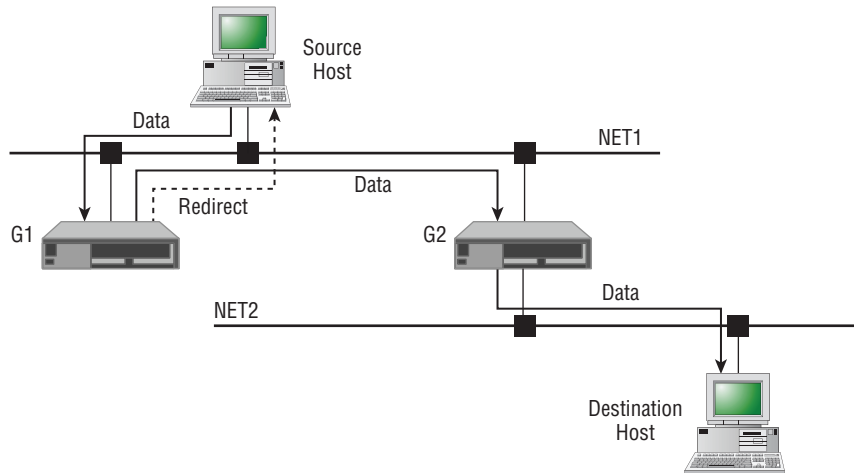 Source
Host
Data
NET1
Data
Redirect
G1
G2
Data
NET2
Destination
Host